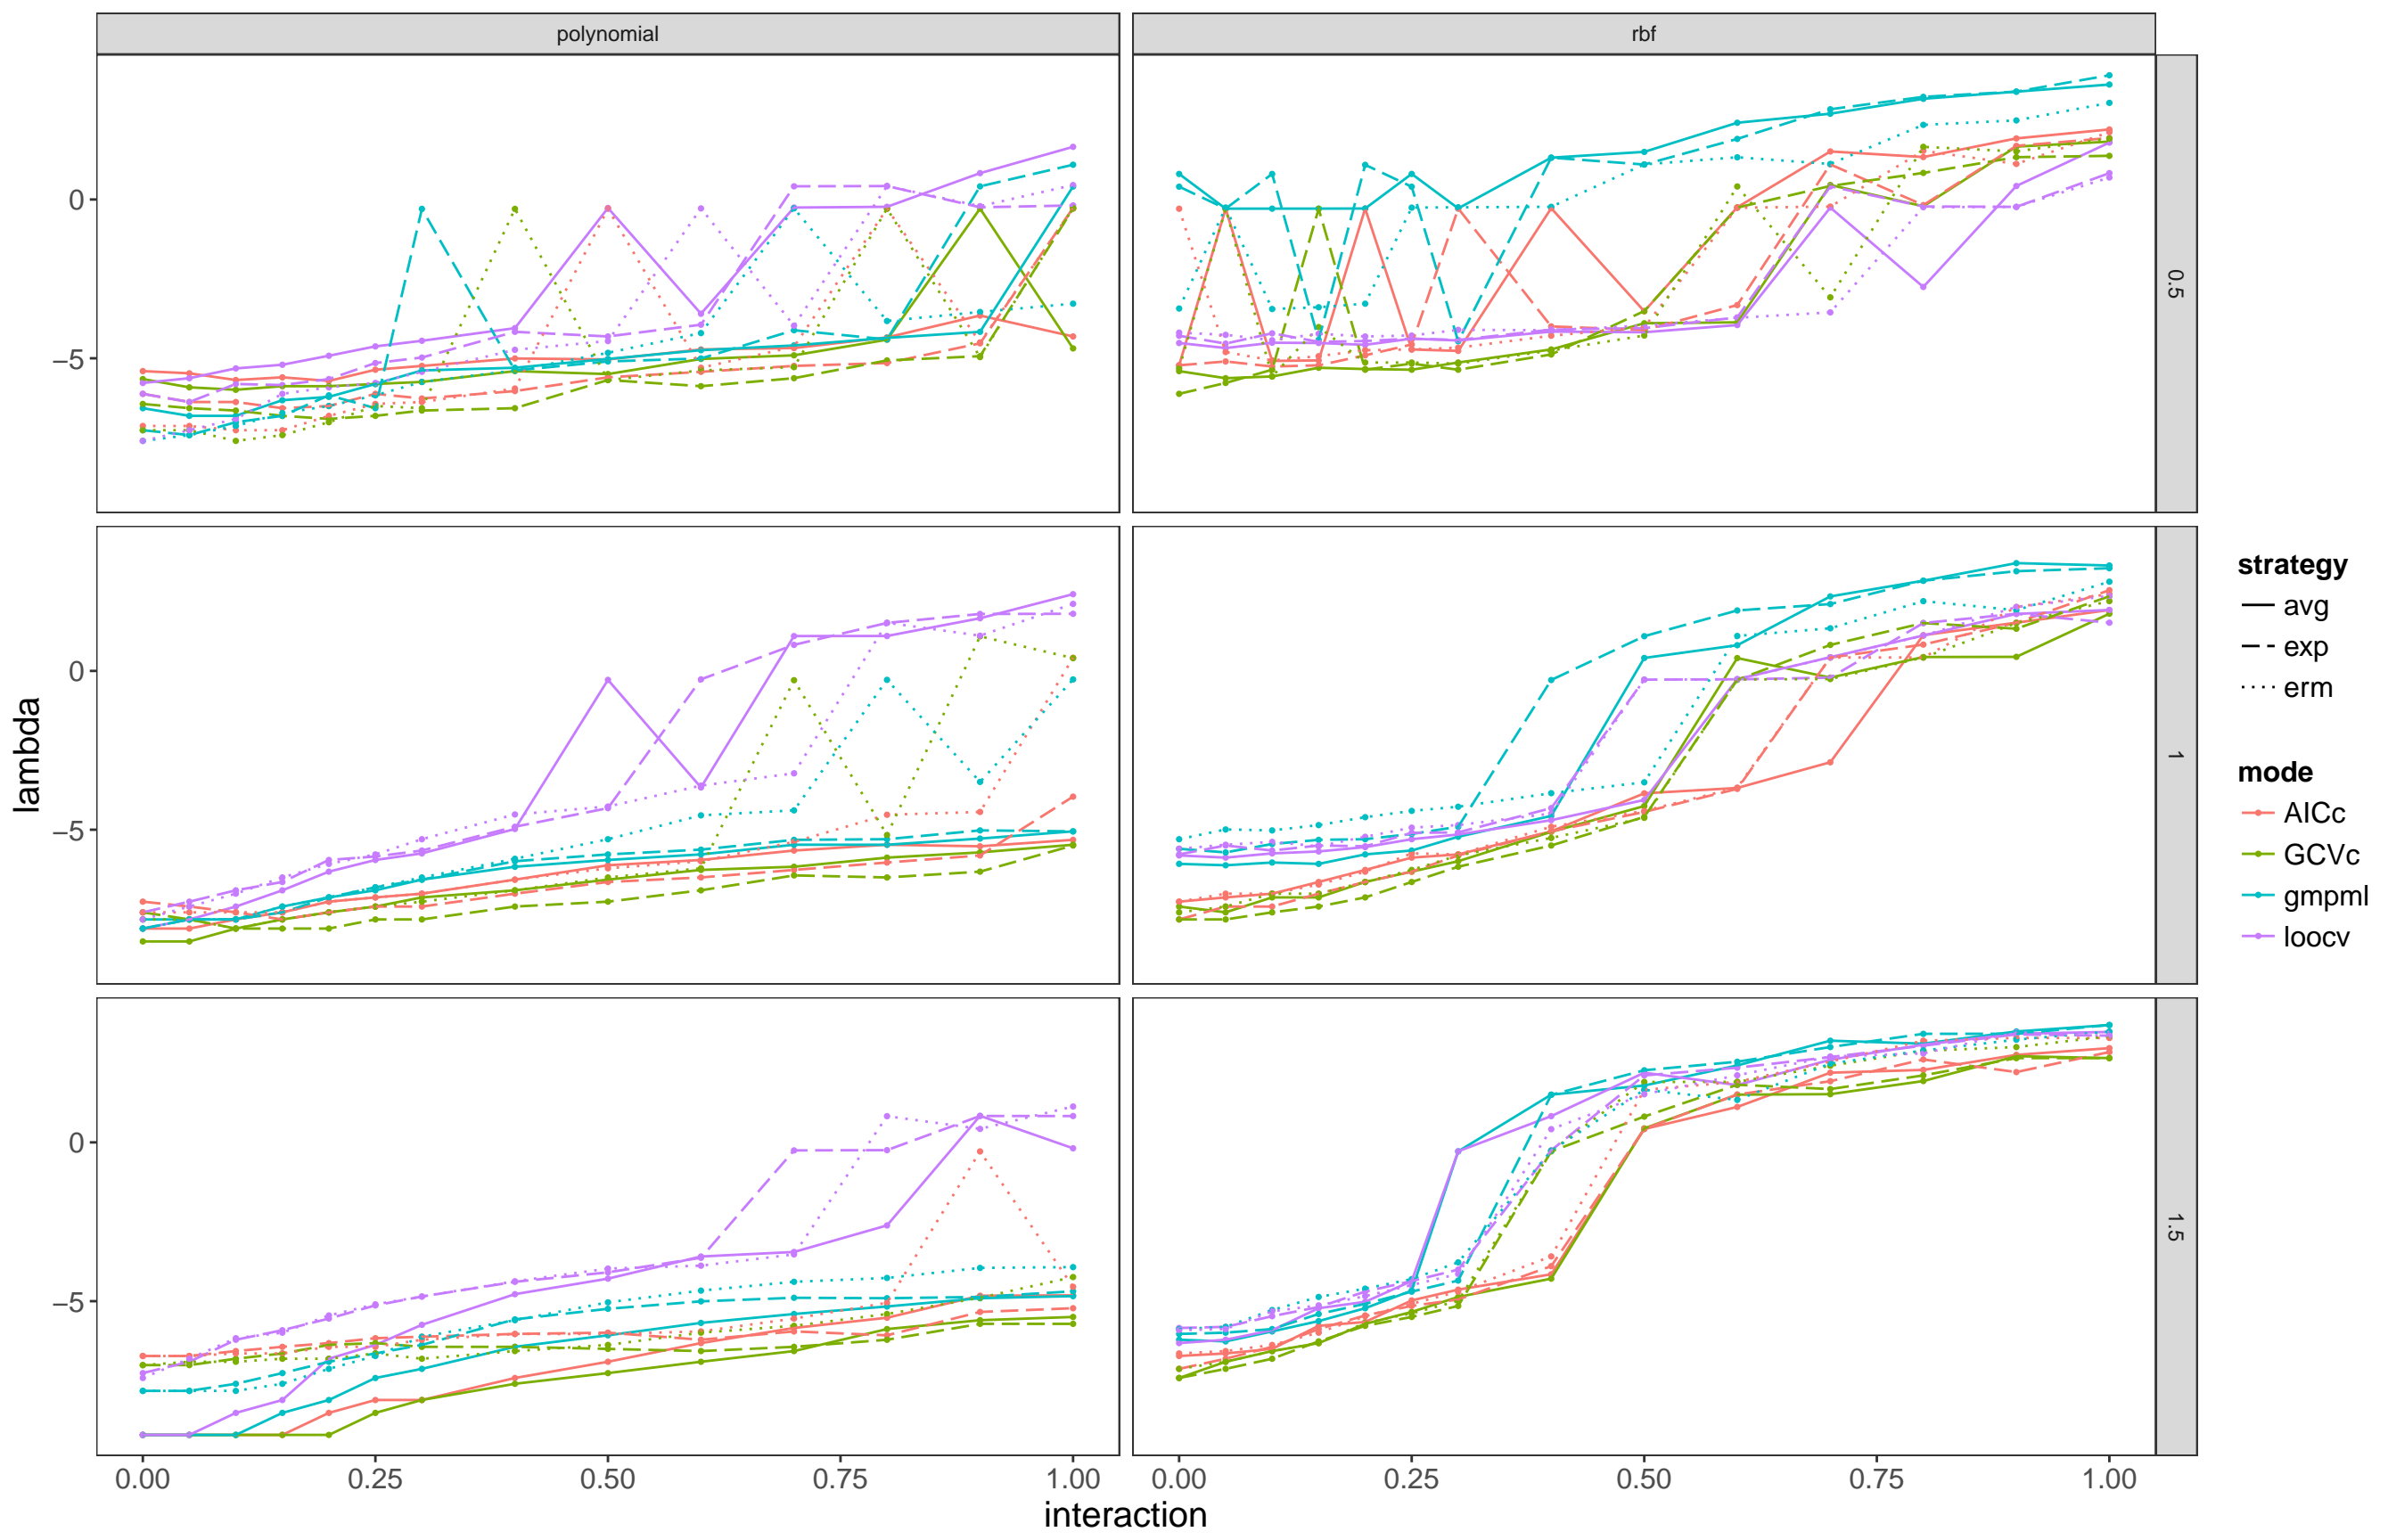 polynomial
rbf
0
−5
0.5
0
−5
1
0
−5
1.5
0.00
0.25
0.50
0.75
1.00
0.00
0.25
0.50
0.75
1.00
interaction
lambda
strategy
avg
exp
erm
mode
AICc
GCVc
gmpml
loocv